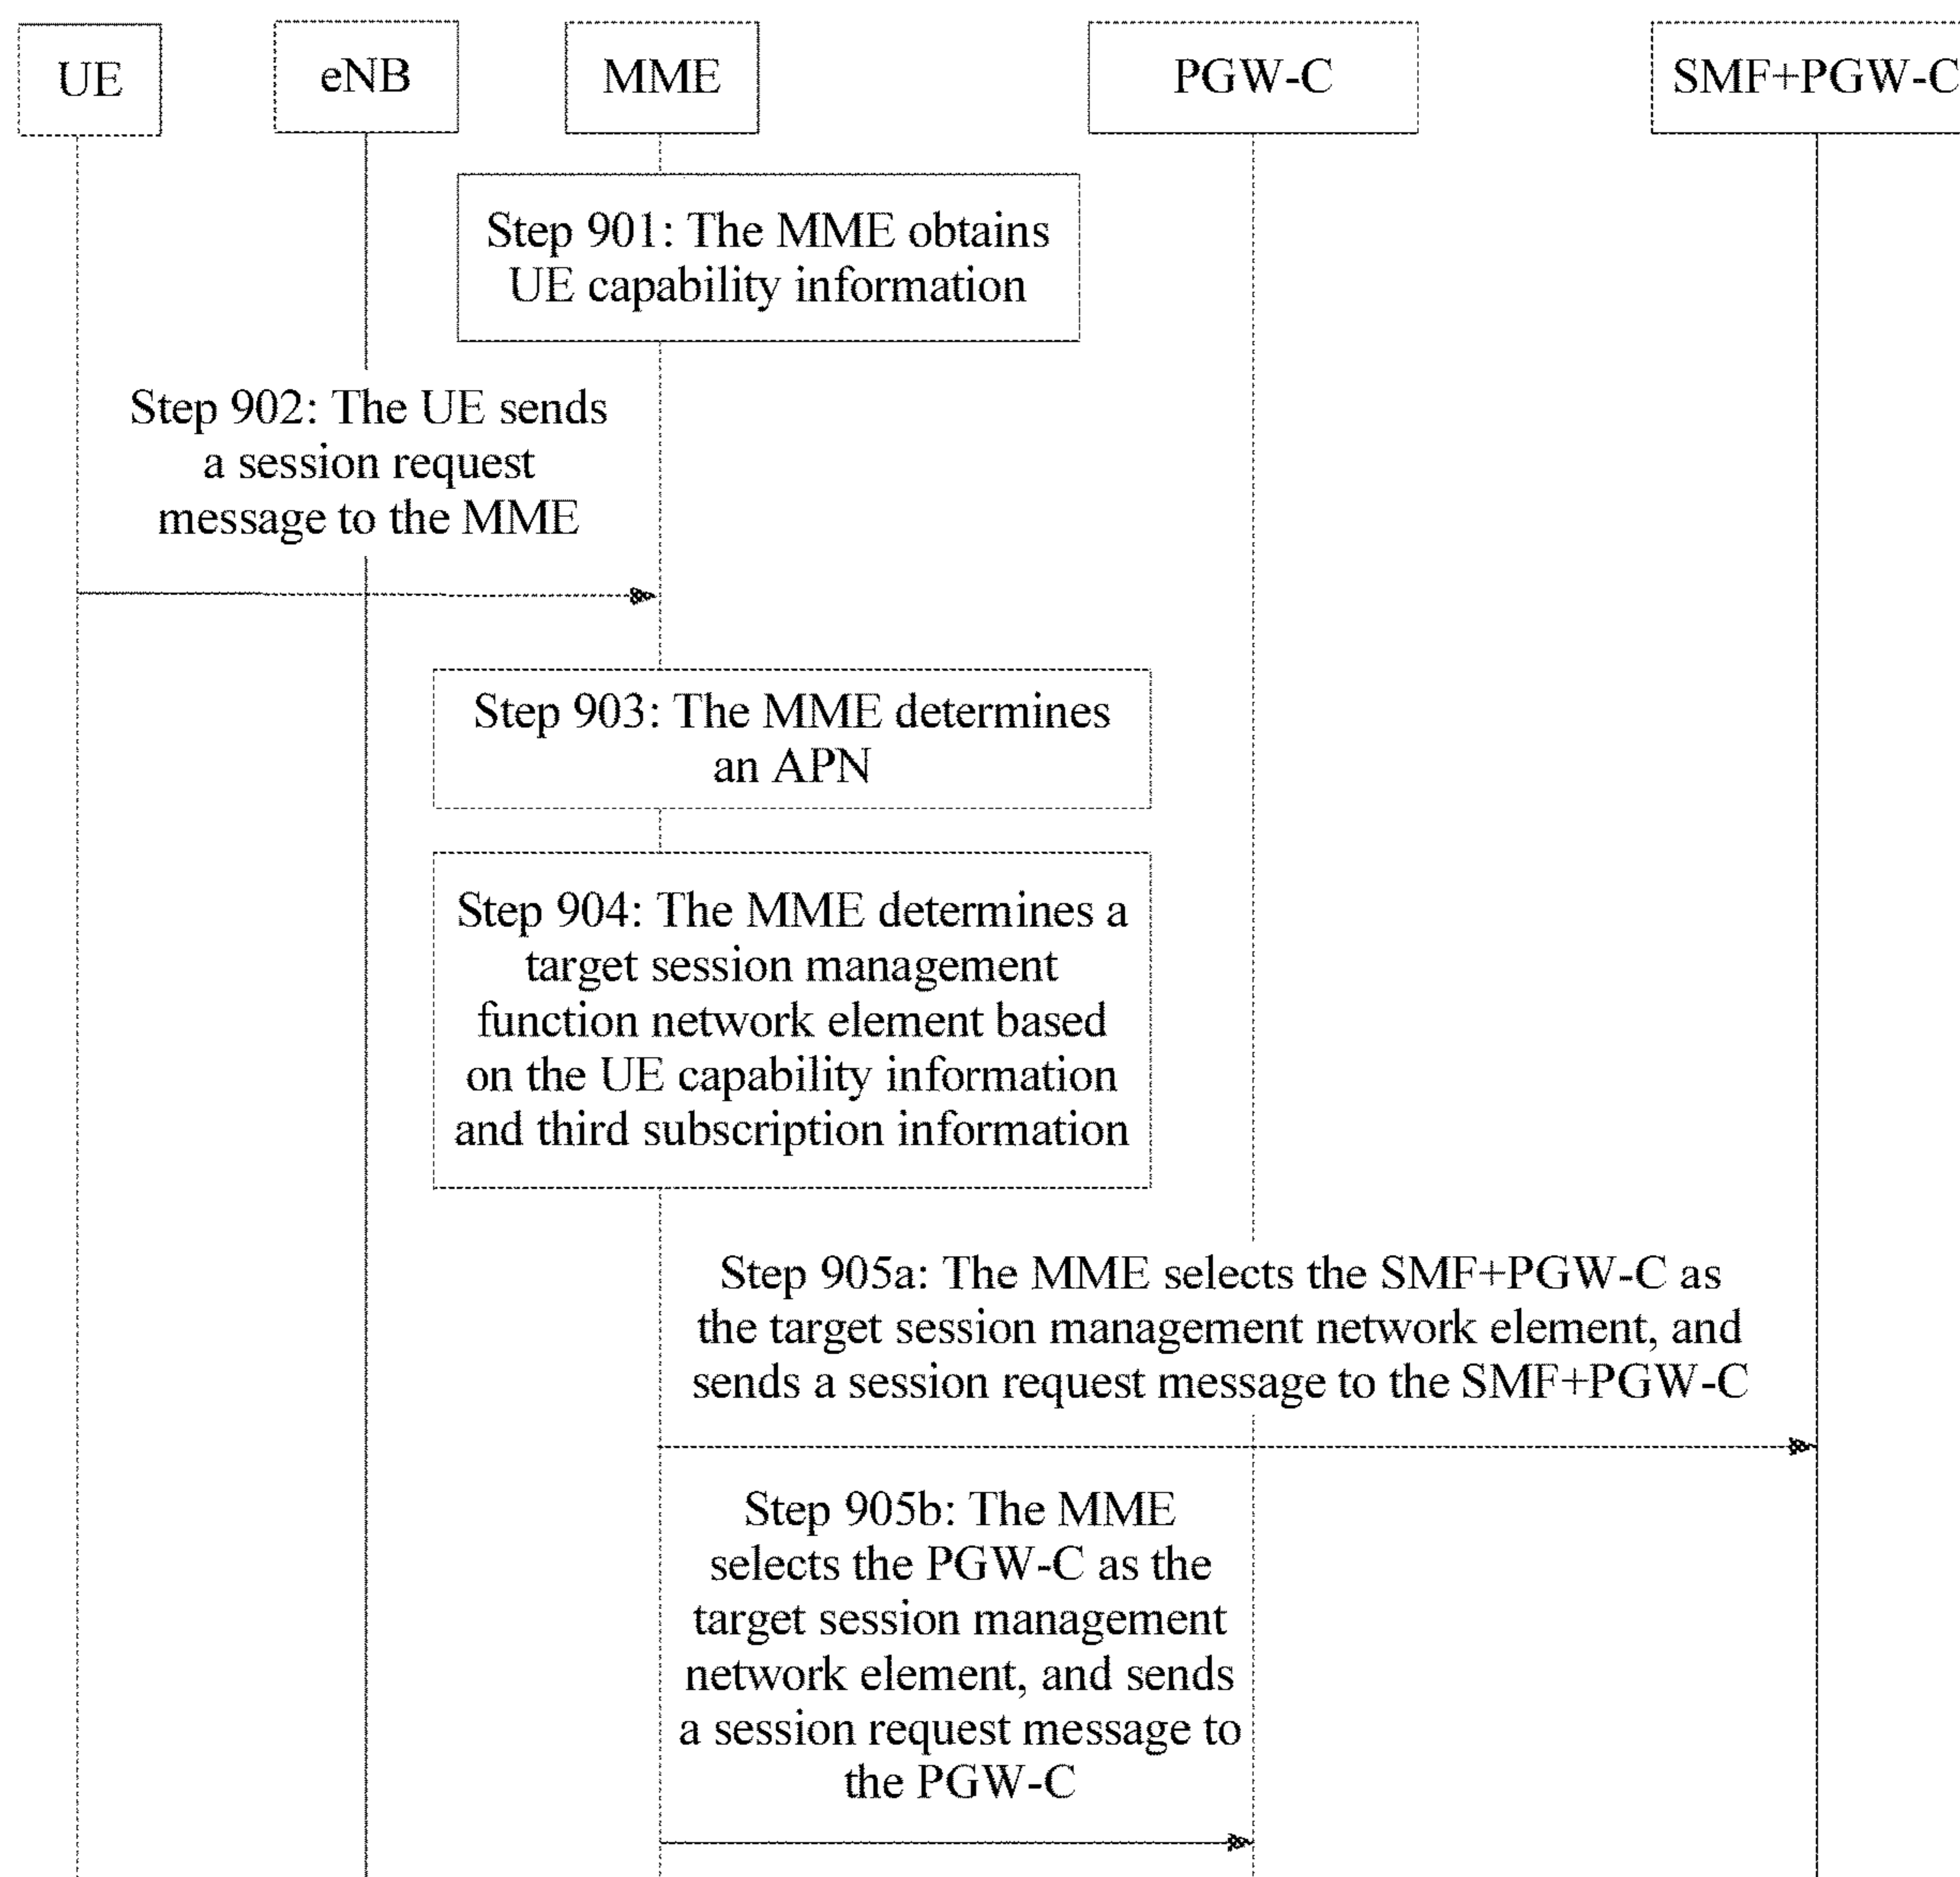 UE
eNB
MME
PGW-C
SMF+PGW-C
Step 901: The MME obtains
UE capability information
Step 902: The UE sends
a session request
message to the MME
Step 903: The MME determines
an APN
Step 904: The MME determines a
target session management
function network element based
on the UE capability information
and third subscription information
Step 905a: The MME selects the SMF+PGW-C as
the target session management network element, and
sends a session request message to the SMF+PGW-C
Step 905b: The MME
selects the PGW-C as the
target session management
network element, and sends
a session request message to
the PGW-C